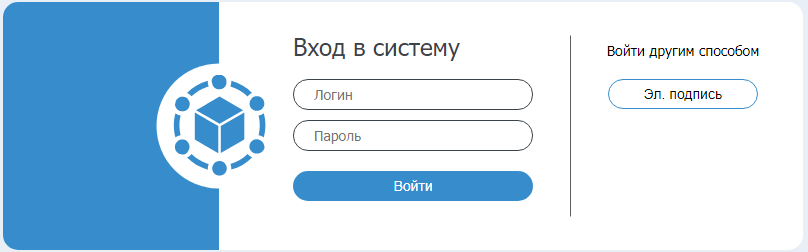 Вход в систему
Логин
Пароль
Войти
Войти другим способом
Эл. подпись